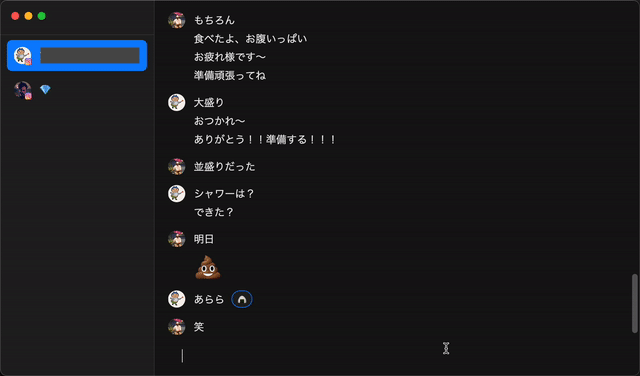 もちろん
食べたよ、お腹いっぱい
お疲れ様です〜
準備頑張ってね
大盛り
おつかれ〜
ありがとう！！準備する！！！
並盛りだった
シャワーは？
できた？
明日
💩
あらら 🍙
笑